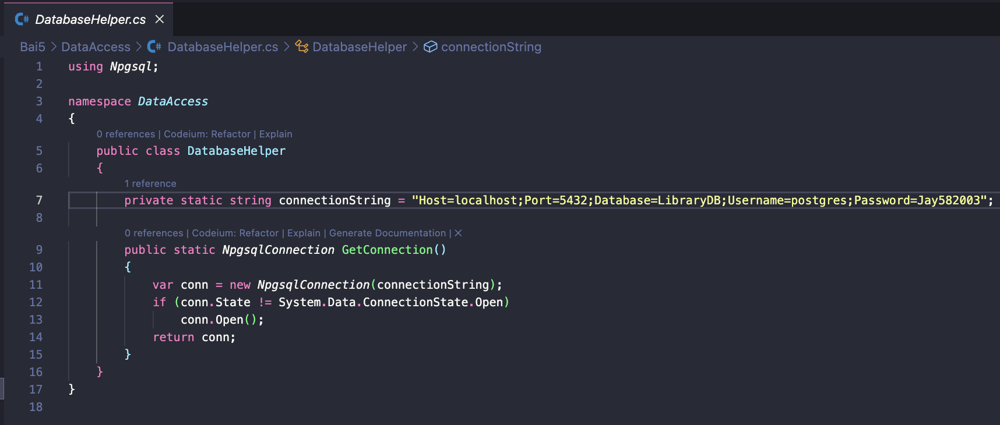 DatabaseHelper.cs
Bai5 > DataAccess > DatabaseHelper.cs > DatabaseHelper > connectionString
1 using Npgsql;
2
3 namespace DataAccess
4 {
0 references | Codeium: Refactor | Explain
5 public class DatabaseHelper
6 {
1 reference
7 private static string connectionString = "Host=localhost;Port=5432;Database=LibraryDB;Username=postgres;Password=Jay582003";
8
0 references | Codeium: Refactor | Explain | Generate Documentation | ×
9 public static NpgsqlConnection GetConnection()
10 {
11 var conn = new NpgsqlConnection(connectionString);
12 if (conn.State != System.Data.ConnectionState.Open)
13 conn.Open();
14 return conn;
15 }
16 }
17 }
18